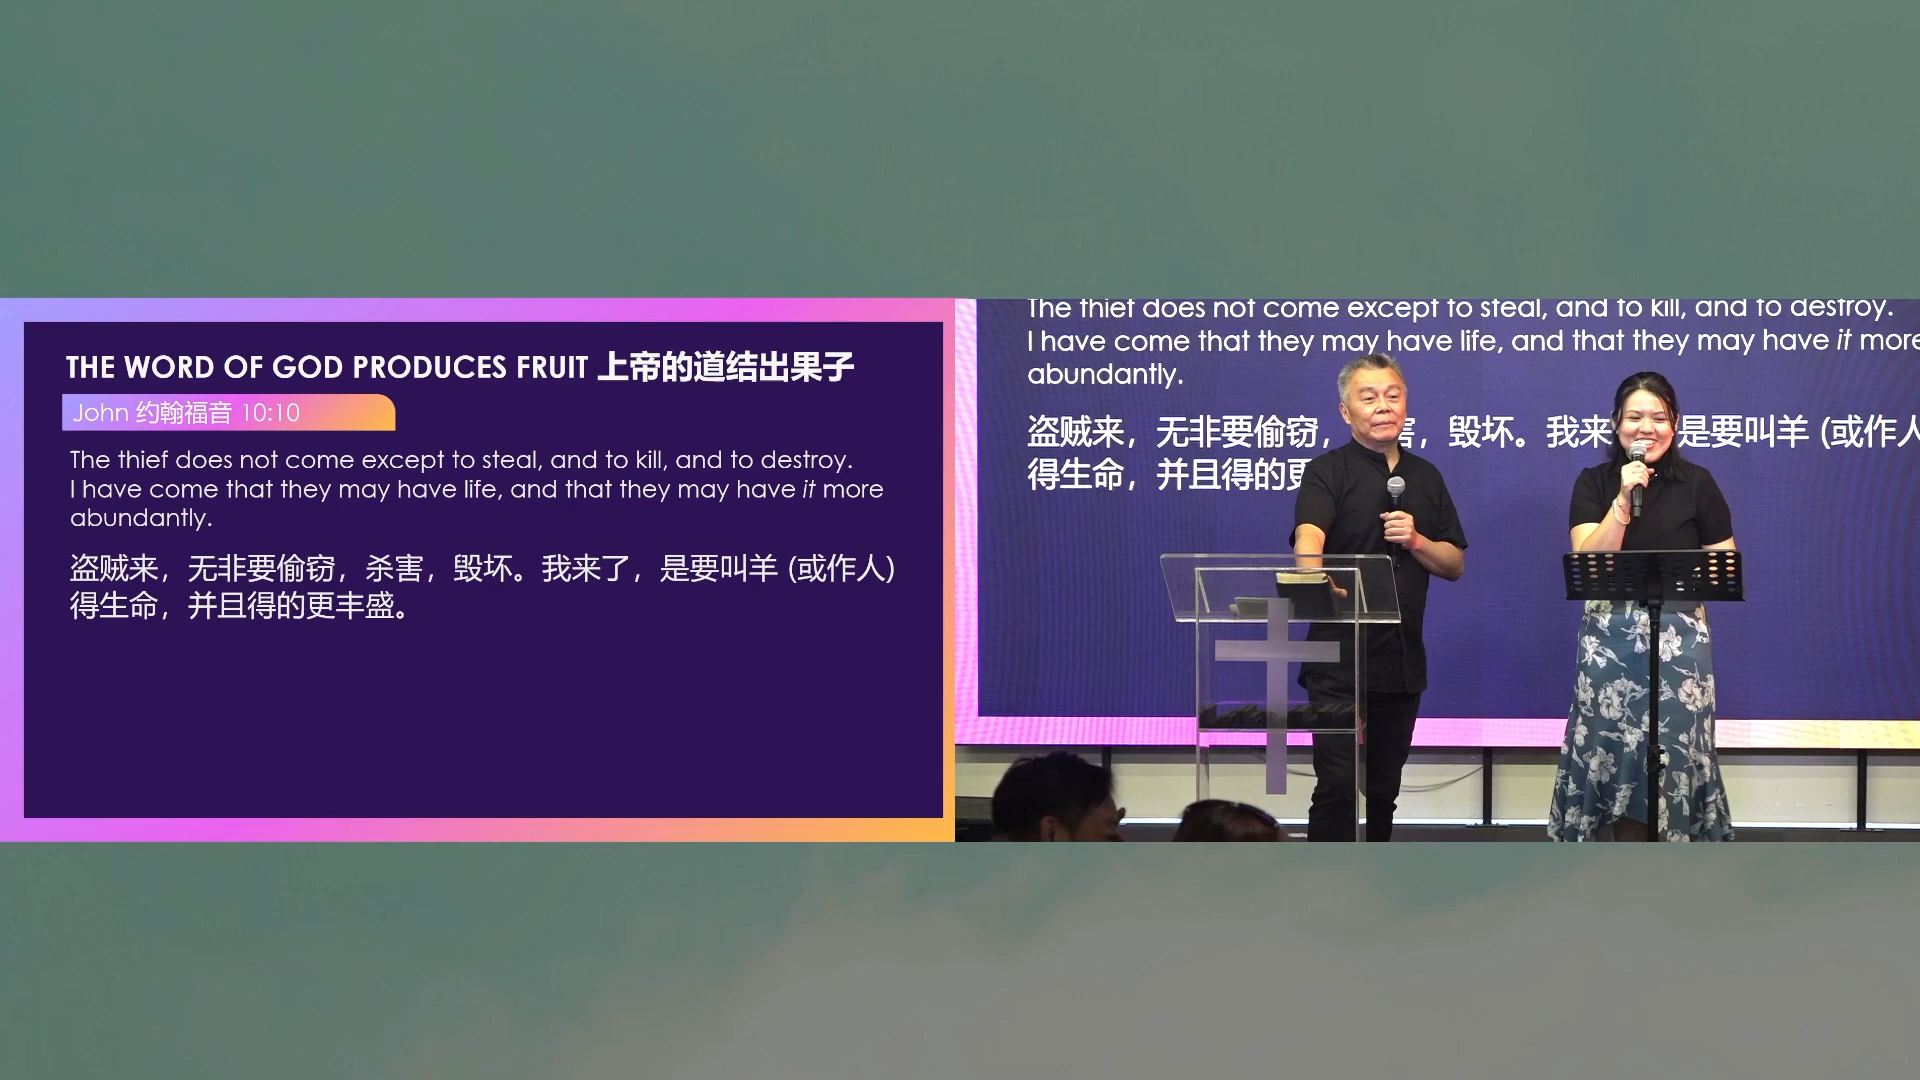 THE WORD OF GOD PRODUCES FRUIT 上帝的道结出果子
John 约翰福音 10:10
The thief does not come except to steal, and to kill, and to destroy.
I have come that they may have life, and that they may have it more
abundantly.
盗贼来，无非要偷窃，杀害，毁坏。我来了，是要叫羊 (或作人)
得生命，并且得的更丰盛。
The thief does not come except to steal, and to kill, and to destroy.
I have come that they may have life, and that they may have it more
abundantly.
盗贼来，无非要偷窃， 害，毁坏。我来 是要叫羊 (或作人
得生命，并且得的更